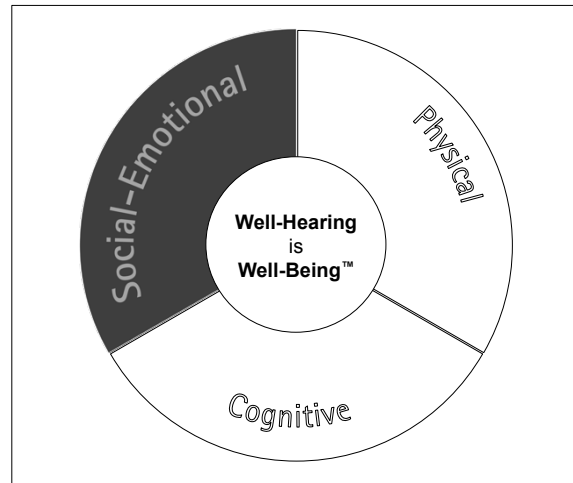 Social-Emotional
Physical
Well-Hearing
is
Well-Being™
Cognitive